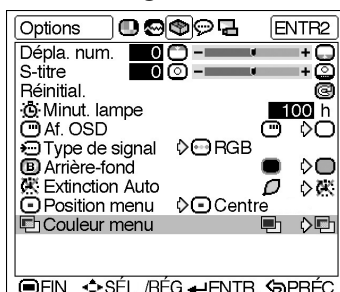 Options ENTR2
Dépla. num. 0 - +
S-titre 0 - +
Réinitial.
Minut. lampe 100 h
Af. OSD
Type de signal RGB
B Arrière-fond
Extinction Auto
Position menu Centre
Couleur menu
FIN SÉL./RÉG ENTR PRÉC